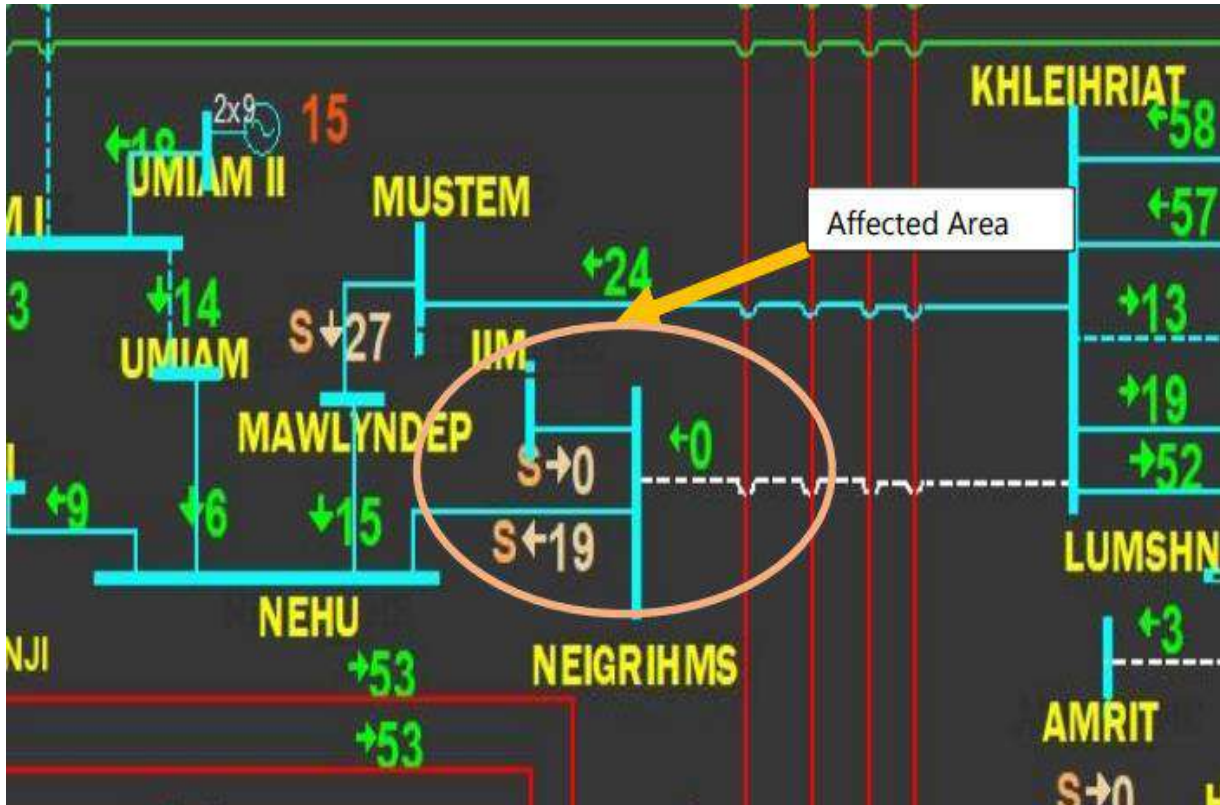 KHLEIHRIAT
←58
2x9
15
←18
UMIAM II
MUSTEM
←57
Affected Area
←24
3
↓14
S↓27
IIM
→13
UMIAM
→19
MAWLYNDEP
←0
S→0
→52
←9
↓6
↓15
S←19
LUMSHN
NEHU
←3
NJI
→53
NEIGRIHMS
→53
AMRIT
S→0